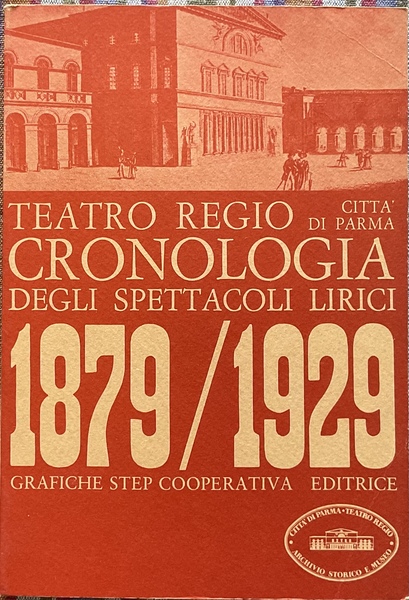 TEATRO REGIO CITTA' DI PARMA
CRONOLOGIA
DEGLI SPETTACOLI LIRICI
1879/1929
GRAFICHE STEP COOPERATIVA EDITRICE
CITTÀ DI PARMA • TEATRO REGIO
ARCHIVIO STORICO E MUSEO